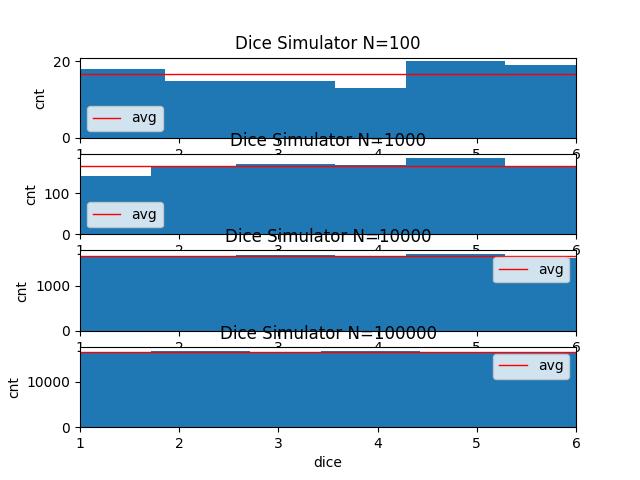 Dice Simulator N=100
20
cnt
0
avg
1 2 3 4 5 6
Dice Simulator N=1000
100
cnt
0
avg
1 2 3 4 5 6
Dice Simulator N=10000
1000
cnt
0
avg
1 2 3 4 5 6
Dice Simulator N=100000
10000
cnt
0
avg
1 2 3 4 5 6
dice